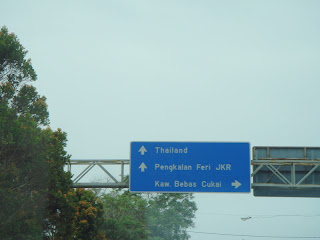 Thailand
Pengkalan Feri JKR
Kaw. Bebas Cukai